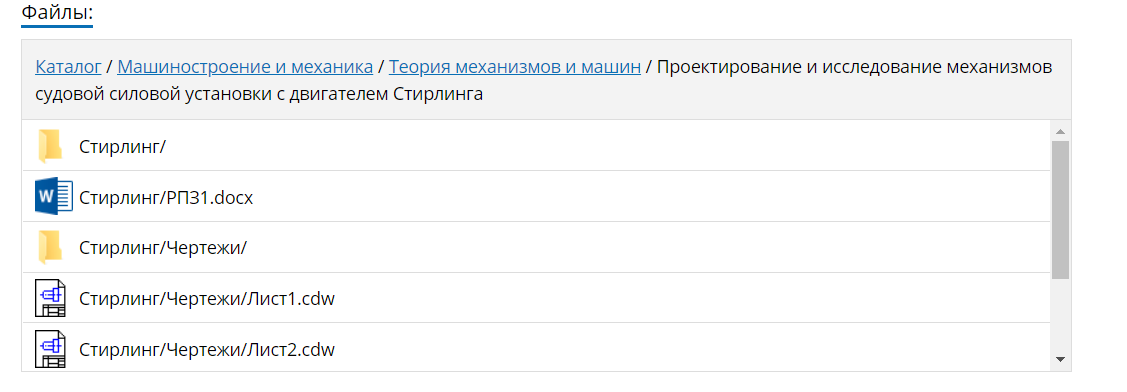 Файлы:
Каталог / Машиностроение и механика / Теория механизмов и машин / Проектирование и исследование механизмов
судовой силовой установки с двигателем Стирлинга
Стирлинг/
W
Стирлинг/РПЗ1.docx
Стирлинг/Чертежи/
Стирлинг/Чертежи/Лист1.cdw
Стирлинг/Чертежи/Лист2.cdw